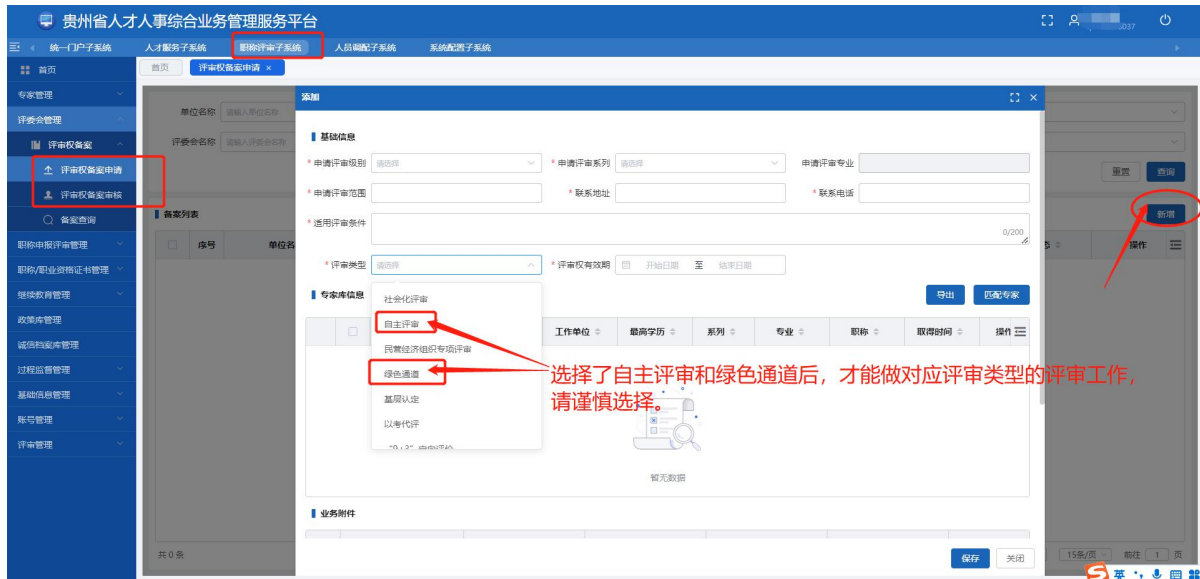 贵州省人才人事综合业务管理服务平台
5037
统一门户子系统 人才服务子系统 职称评审子系统 人员调配子系统 系统配置子系统
首页 首页 评审权备案申请 ×
专家管理
评委会管理
评审权备案
评审权备案申请
评审权备案审核
备案查询
职称申报评审管理
职称/职业资格证书管理
继续教育管理
政策库管理
诚信档案库管理
过程监督管理
基础信息管理
账号管理
评审管理
单位名称 请输入单位名称
评委会名称 请输入评委会名称
重置 查询
备案列表 新增
序号 单位名 操作
共 0 条 15条/页 前往 1 页
添加
基础信息
* 申请评审级别 请选择 * 申请评审系列 请选择 申请评审专业
* 申请评审范围 * 联系地址 * 联系电话
* 适用评审条件 0/200
* 评审类型 请选择 * 评审权有效期 开始日期 至 结束日期
专家库信息 导出 匹配专家
工作单位 最高学历 系列 专业 职称 取得时间 操作
社会化评审
自主评审
民营经济组织专项评审
绿色通道
基层认定
以考代评
"9+3" 定向评价
选择了自主评审和绿色通道后，才能做对应评审类型的评审工作，
请谨慎选择。
暂无数据
业务附件
保存 关闭
英